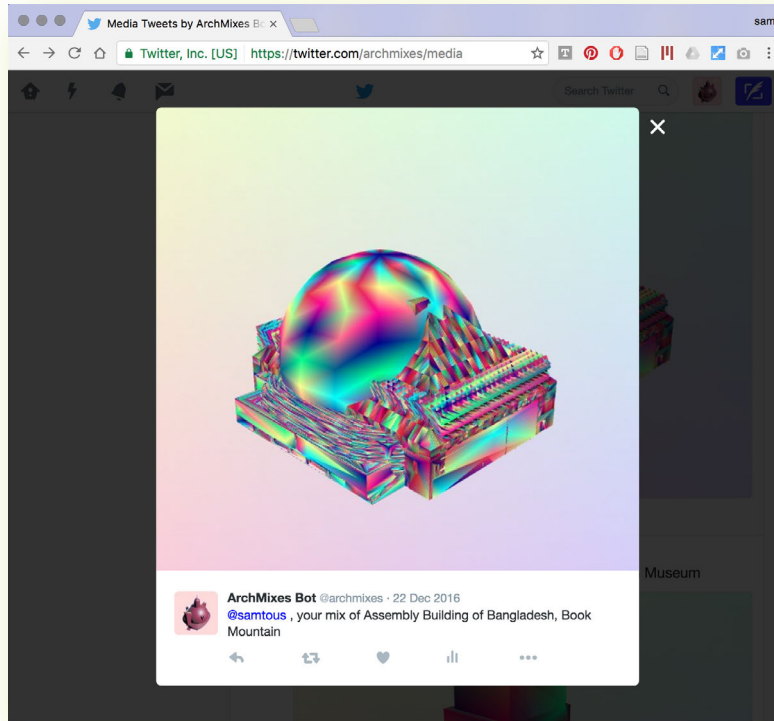 Media Tweets by ArchMixes Bo
sam
Twitter, Inc. [US] https://twitter.com/archmixes/media
Search Twitter
Museum
ArchMixes Bot @archmixes · 22 Dec 2016
@samtous , your mix of Assembly Building of Bangladesh, Book
Mountain